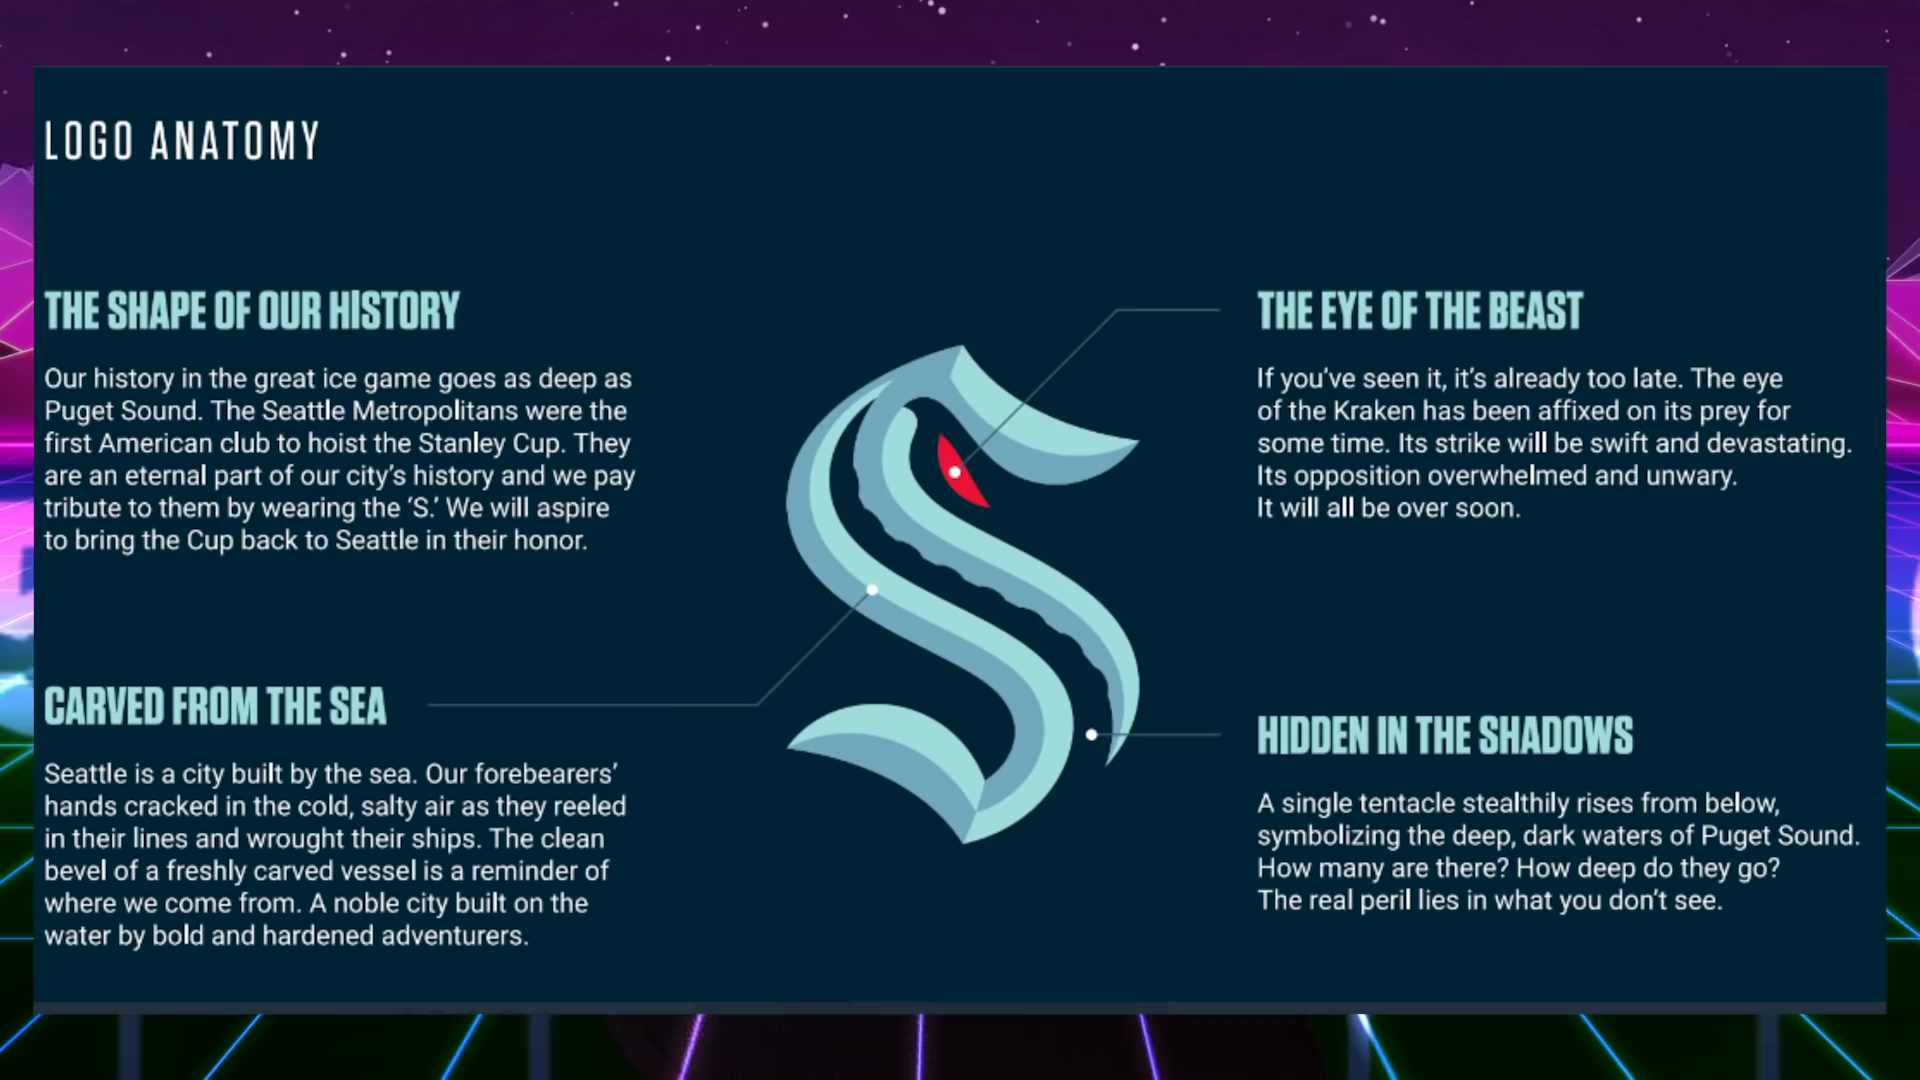 LOGO ANATOMY
THE SHAPE OF OUR HISTORY
Our history in the great ice game goes as deep as
Puget Sound. The Seattle Metropolitans were the
first American club to hoist the Stanley Cup. They
are an eternal part of our city’s history and we pay
tribute to them by wearing the ‘S.’ We will aspire
to bring the Cup back to Seattle in their honor.
CARVED FROM THE SEA
Seattle is a city built by the sea. Our forebearers’
hands cracked in the cold, salty air as they reeled
in their lines and wrought their ships. The clean
bevel of a freshly carved vessel is a reminder of
where we come from. A noble city built on the
water by bold and hardened adventurers.
THE EYE OF THE BEAST
If you’ve seen it, it’s already too late. The eye
of the Kraken has been affixed on its prey for
some time. Its strike will be swift and devastating.
Its opposition overwhelmed and unwary.
It will all be over soon.
HIDDEN IN THE SHADOWS
A single tentacle stealthily rises from below,
symbolizing the deep, dark waters of Puget Sound.
How many are there? How deep do they go?
The real peril lies in what you don’t see.